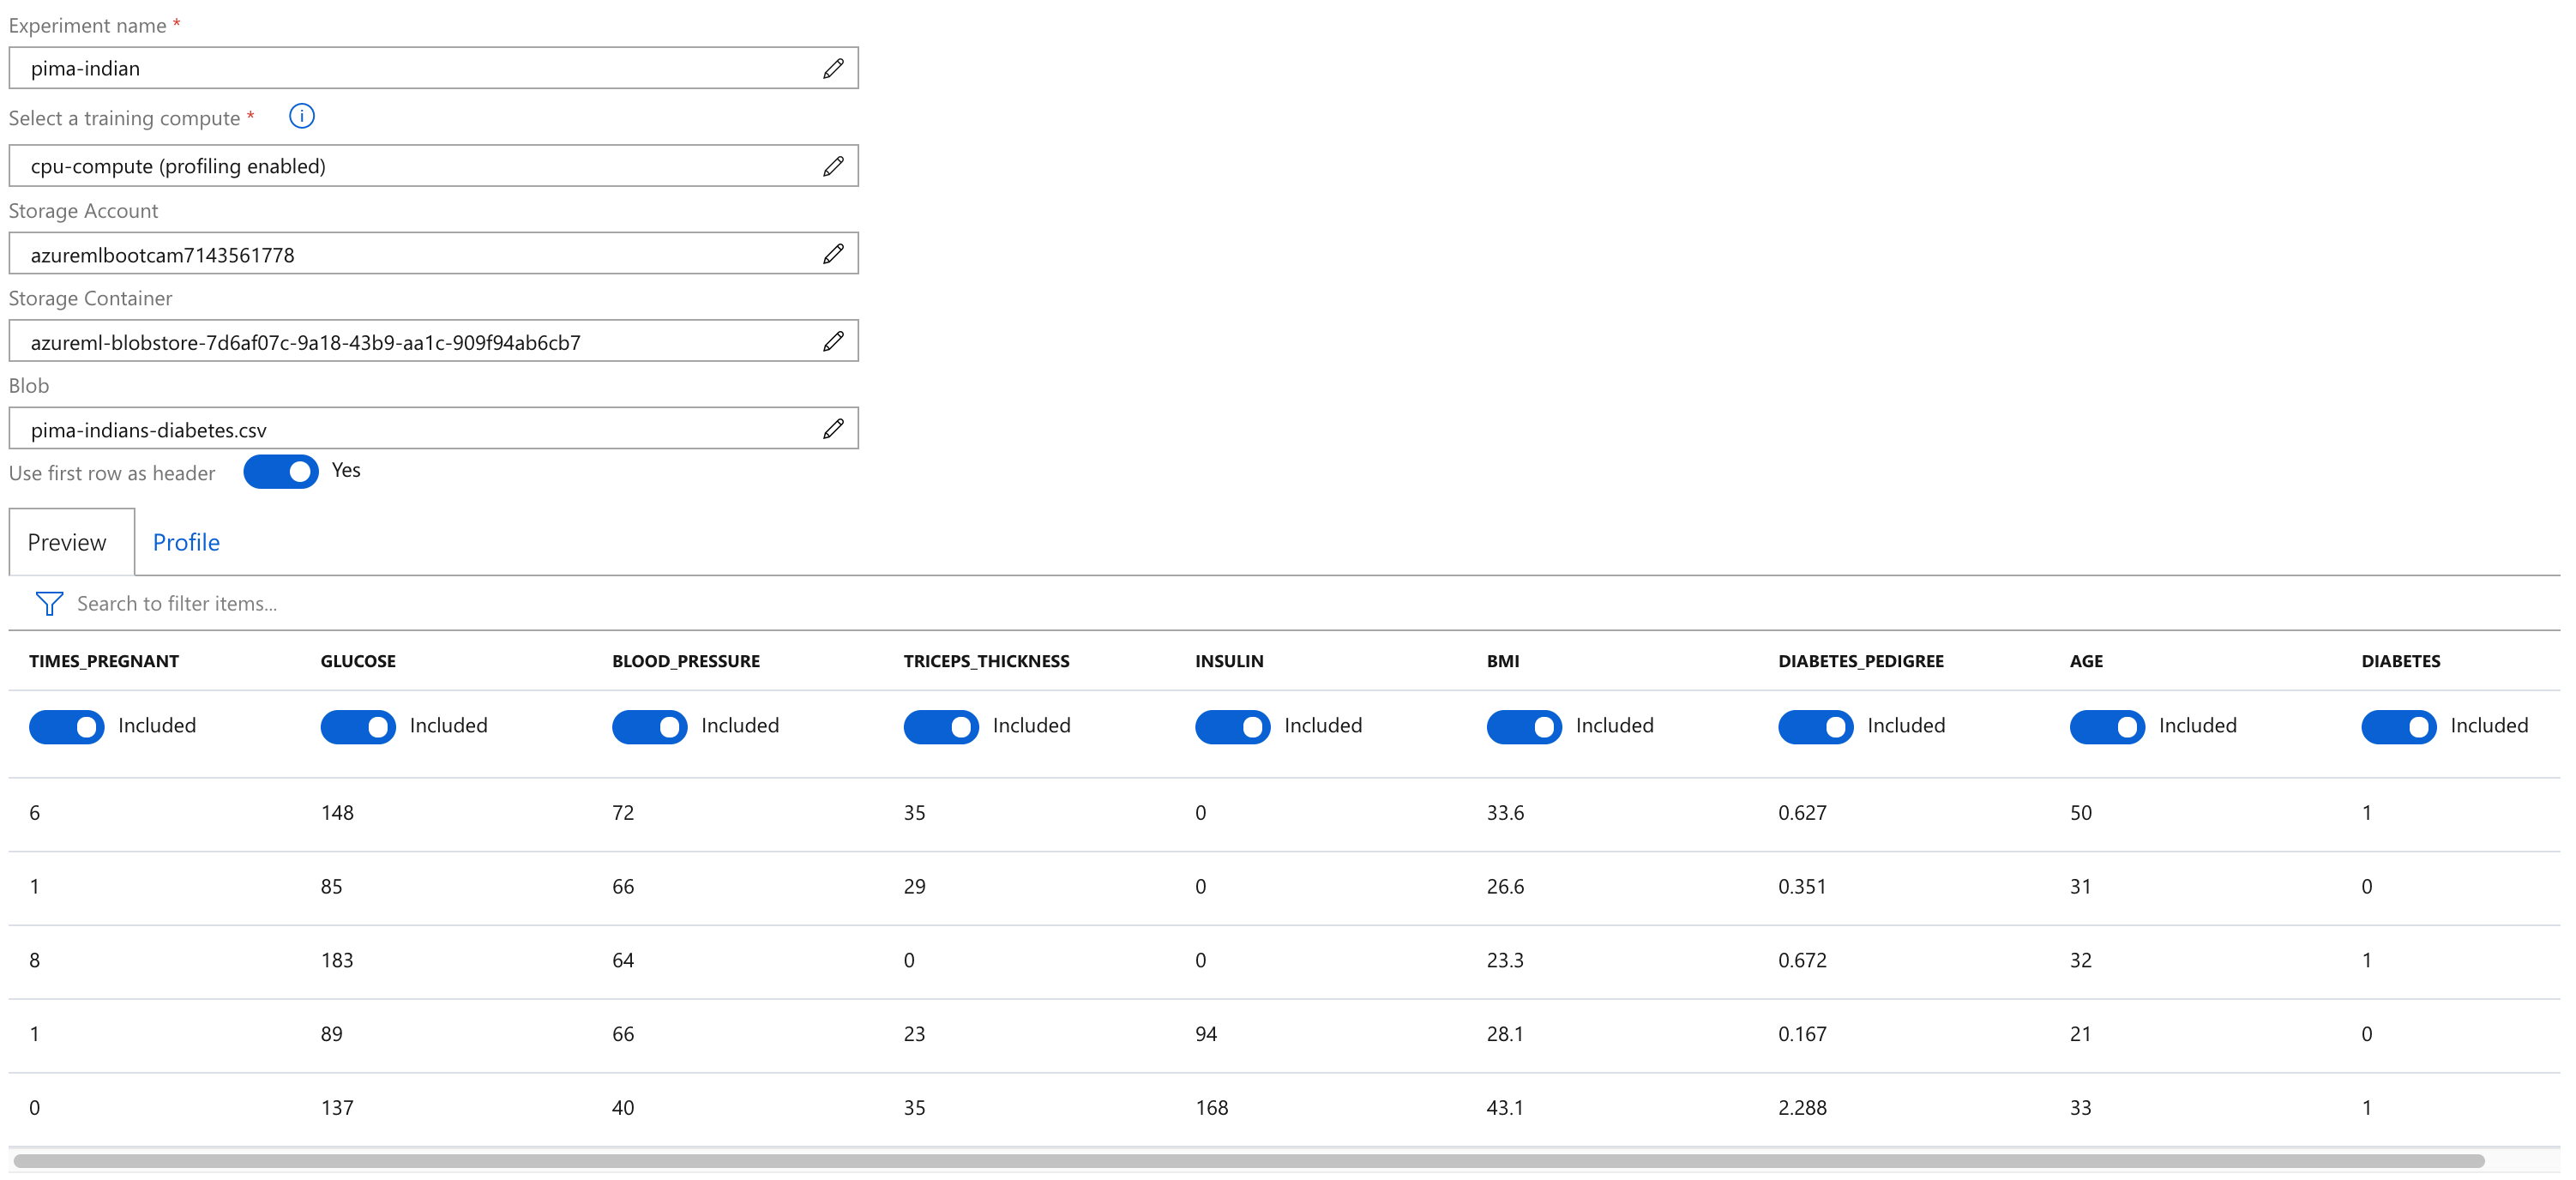 Experiment name *
pima-indian
Select a training compute * i
cpu-compute (profiling enabled)
Storage Account
azuremlbootcam7143561778
Storage Container
azureml-blobstore-7d6af07c-9a18-43b9-aa1c-909f94ab6cb7
Blob
pima-indians-diabetes.csv
Use first row as header Yes
Preview Profile
Search to filter items...
TIMES_PREGNANT GLUCOSE BLOOD_PRESSURE TRICEPS_THICKNESS INSULIN BMI DIABETES_PEDIGREE AGE DIABETES
Included Included Included Included Included Included Included Included Included
6 148 72 35 0 33.6 0.627 50 1
1 85 66 29 0 26.6 0.351 31 0
8 183 64 0 0 23.3 0.672 32 1
1 89 66 23 94 28.1 0.167 21 0
0 137 40 35 168 43.1 2.288 33 1